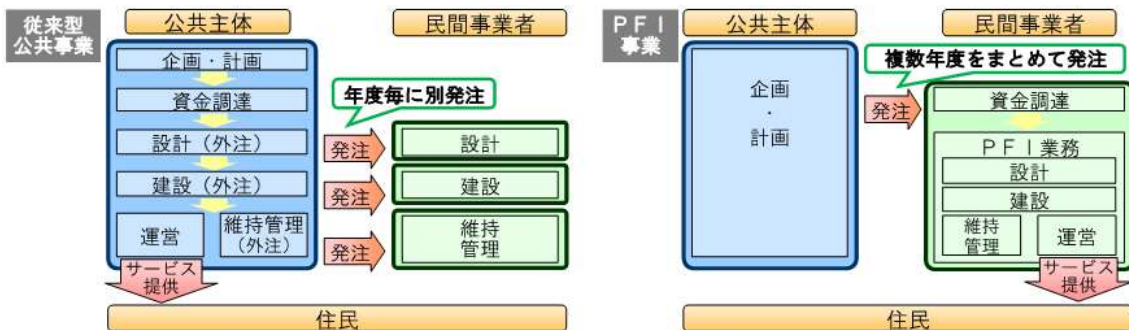 従来型
公共事業
公共主体
民間事業者
企画・計画
資金調達
設計（外注）
建設（外注）
運営
維持管理
（外注）
年度毎に別発注
発注
発注
発注
設計
建設
維持
管理
サービス
提供
住民
ＰＦＩ
事業
公共主体
民間事業者
複数年度をまとめて発注
企画
・
計画
発注
資金調達
ＰＦＩ業務
設計
建設
維持
管理
運営
サービス
提供
住民